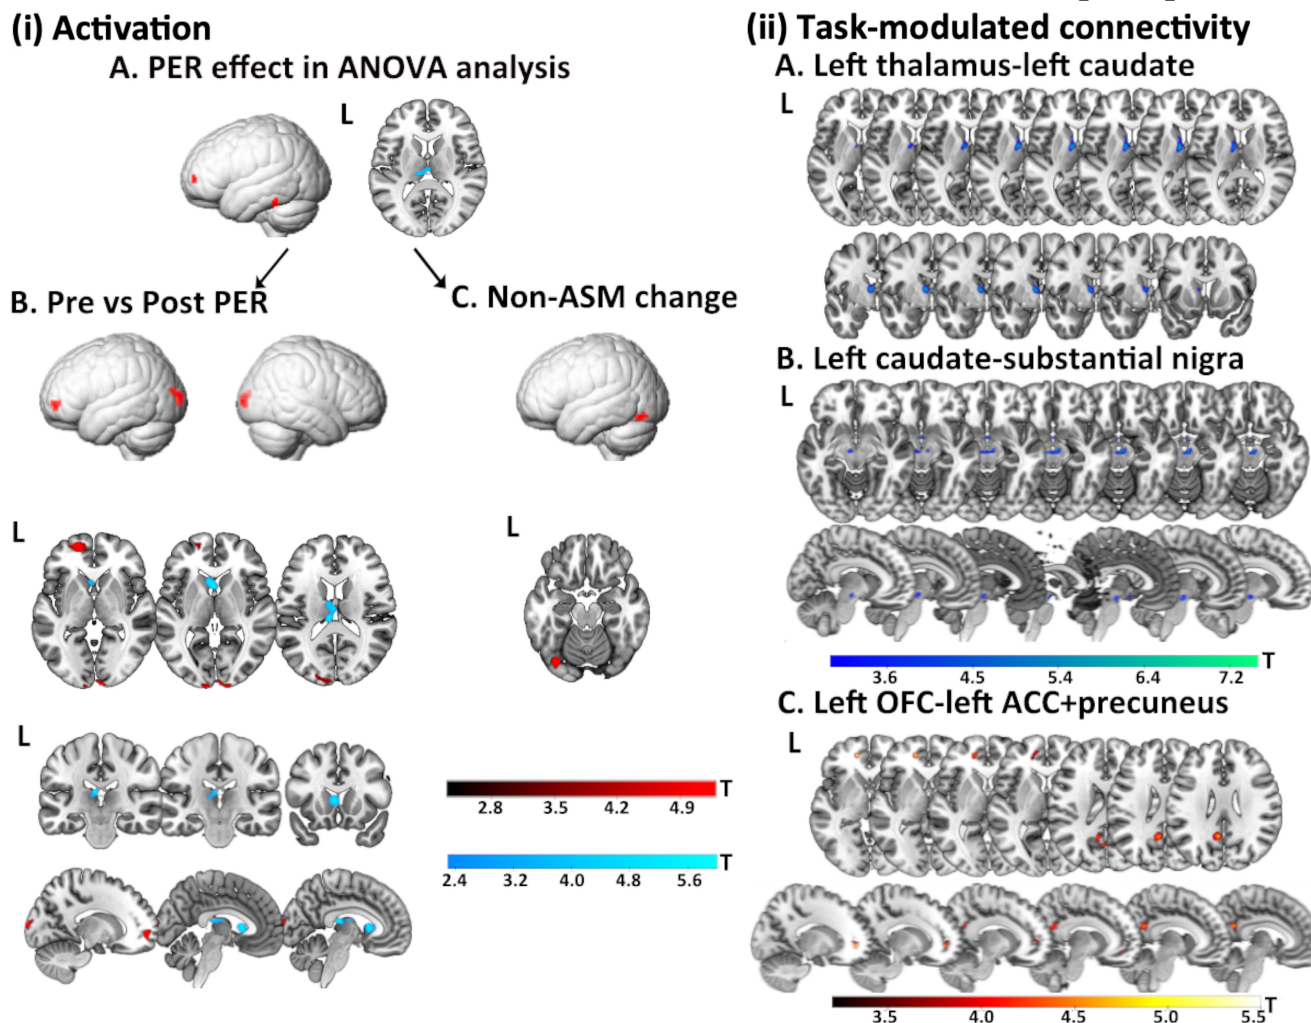 (i) Activation
A. PER effect in ANOVA analysis
L
B. Pre vs Post PER
C. Non-ASM change
L
L
L
2.8 3.5 4.2 4.9 T
2.4 3.2 4.0 4.8 5.6 T
(ii) Task-modulated connectivity
A. Left thalamus-left caudate
L
B. Left caudate-substantial nigra
L
3.6 4.5 5.4 6.4 7.2 T
C. Left OFC-left ACC+precuneus
L
3.5 4.0 4.5 5.0 5.5 T